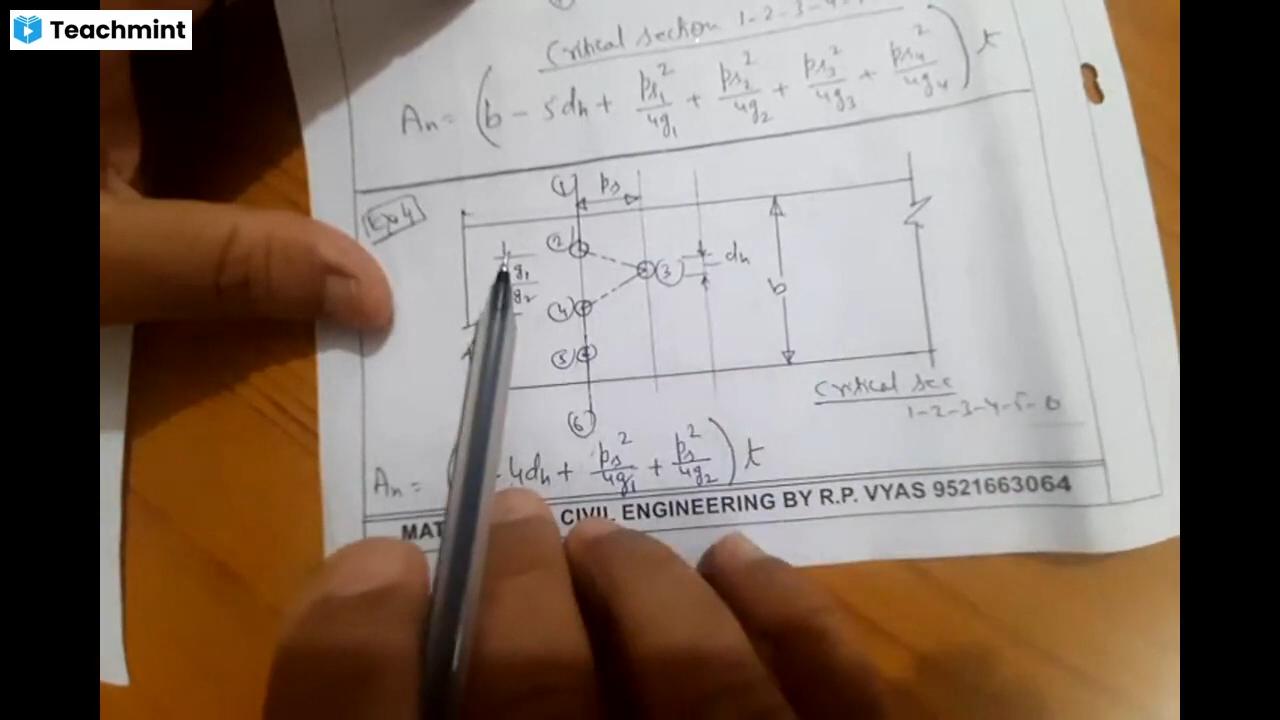 Teachmint
Critical section 1-2-3-4-
An = (b - 5dh + ps₁²/4g₁ + ps₂²/4g₂ + ps₃²/4g₃ + ps₄²/4g₄) t
Ex 4
① ps
② g₁ ③ dh
g₂
④ b
⑤
Critical sec
1-2-3-4-5-6
⑥
An = - 4dh + ps²/4g₁ + ps²/4g₂) t
CIVIL ENGINEERING BY R.P. VYAS 9521663064